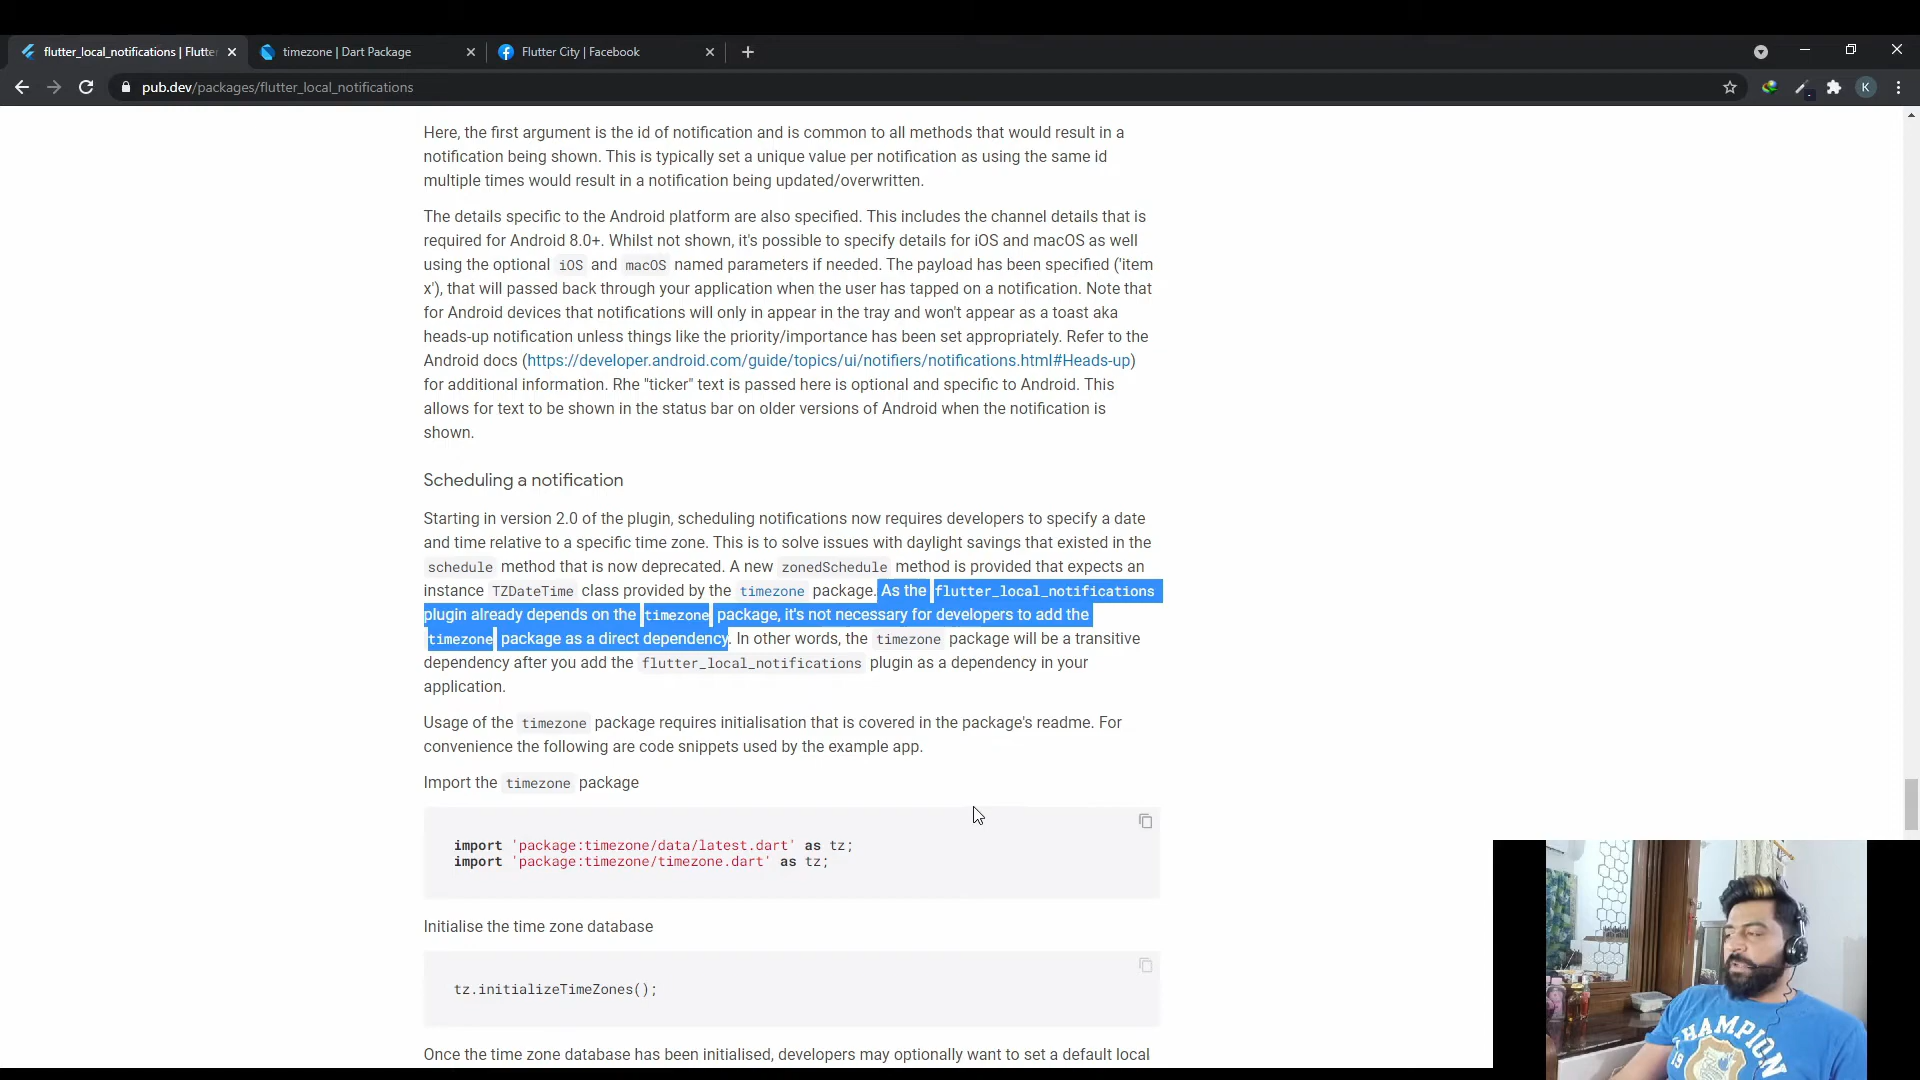 flutter_local_notifications | Flutte
timezone | Dart Package
Flutter City | Facebook
pub.dev/packages/flutter_local_notifications
K
Here, the first argument is the id of notification and is common to all methods that would result in a
notification being shown. This is typically set a unique value per notification as using the same id
multiple times would result in a notification being updated/overwritten.
The details specific to the Android platform are also specified. This includes the channel details that is
required for Android 8.0+. Whilst not shown, it's possible to specify details for iOS and macOS as well
using the optional iOS and macOS named parameters if needed. The payload has been specified ('item
x'), that will passed back through your application when the user has tapped on a notification. Note that
for Android devices that notifications will only in appear in the tray and won't appear as a toast aka
heads-up notification unless things like the priority/importance has been set appropriately. Refer to the
Android docs (https://developer.android.com/guide/topics/ui/notifiers/notifications.html#Heads-up)
for additional information. Rhe "ticker" text is passed here is optional and specific to Android. This
allows for text to be shown in the status bar on older versions of Android when the notification is
shown.
Scheduling a notification
Starting in version 2.0 of the plugin, scheduling notifications now requires developers to specify a date
and time relative to a specific time zone. This is to solve issues with daylight savings that existed in the
schedule method that is now deprecated. A new zonedSchedule method is provided that expects an
instance TZDateTime class provided by the timezone package. As the flutter_local_notifications
plugin already depends on the timezone package, it's not necessary for developers to add the
timezone package as a direct dependency. In other words, the timezone package will be a transitive
dependency after you add the flutter_local_notifications plugin as a dependency in your
application.
Usage of the timezone package requires initialisation that is covered in the package's readme. For
convenience the following are code snippets used by the example app.
Import the timezone package
import 'package:timezone/data/latest.dart' as tz;
import 'package:timezone/timezone.dart' as tz;
Initialise the time zone database
tz.initializeTimeZones();
Once the time zone database has been initialised, developers may optionally want to set a default local
CHAMPION